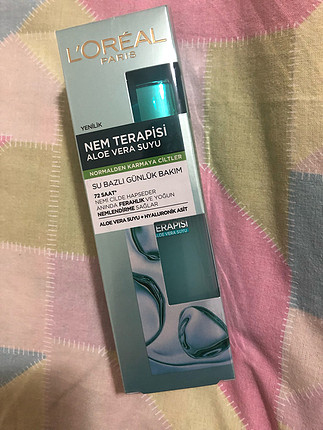 L'ORÉAL
PARIS
YENİLİK
NEM TERAPİSİ
ALOE VERA SUYU
NORMALDEN KARMAYA CİLTLER
SU BAZLI GÜNLÜK BAKIM
72 SAAT*
NEMİ CİLDE HAPSEDER
ANINDA FERAHLIK VE YOĞUN
NEMLENDİRME SAĞLAR
ALOE VERA SUYU + HYALURONİK ASİT
ERAPİSİ
ALOE VERA SUYU